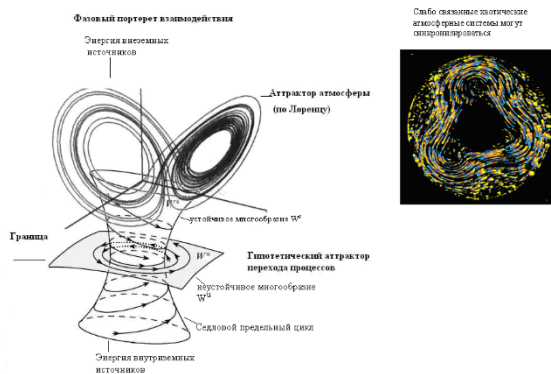 Фазовый портерет взаимодействия
Энергия внеземных
источников
Аттрактор атмосферы
(по Лоренцу)
устойчивое многообразие Wˢ
Граница
Гипотетический аттрактор
перехода процессов
неустойчивое многообразие
Wᵘ
Седловой предельный цикл
Энергия внутриземных
источников
Слабо связанные хаотические
атмосферные системы могут
синхронизироваться